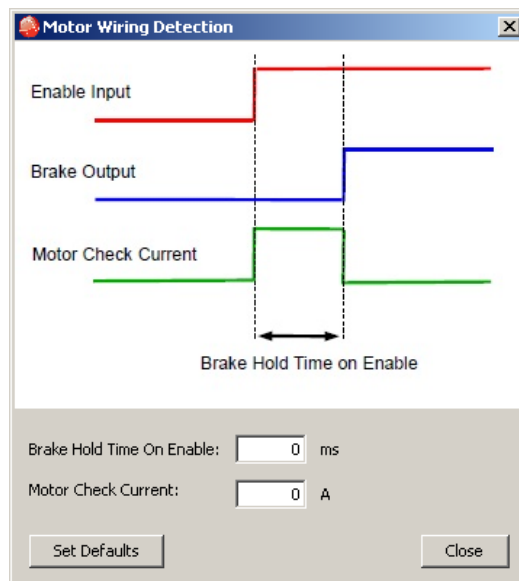 Motor Wiring Detection
Enable Input
Brake Output
Motor Check Current
Brake Hold Time on Enable
Brake Hold Time On Enable: 0 ms
Motor Check Current: 0 A
Set Defaults Close